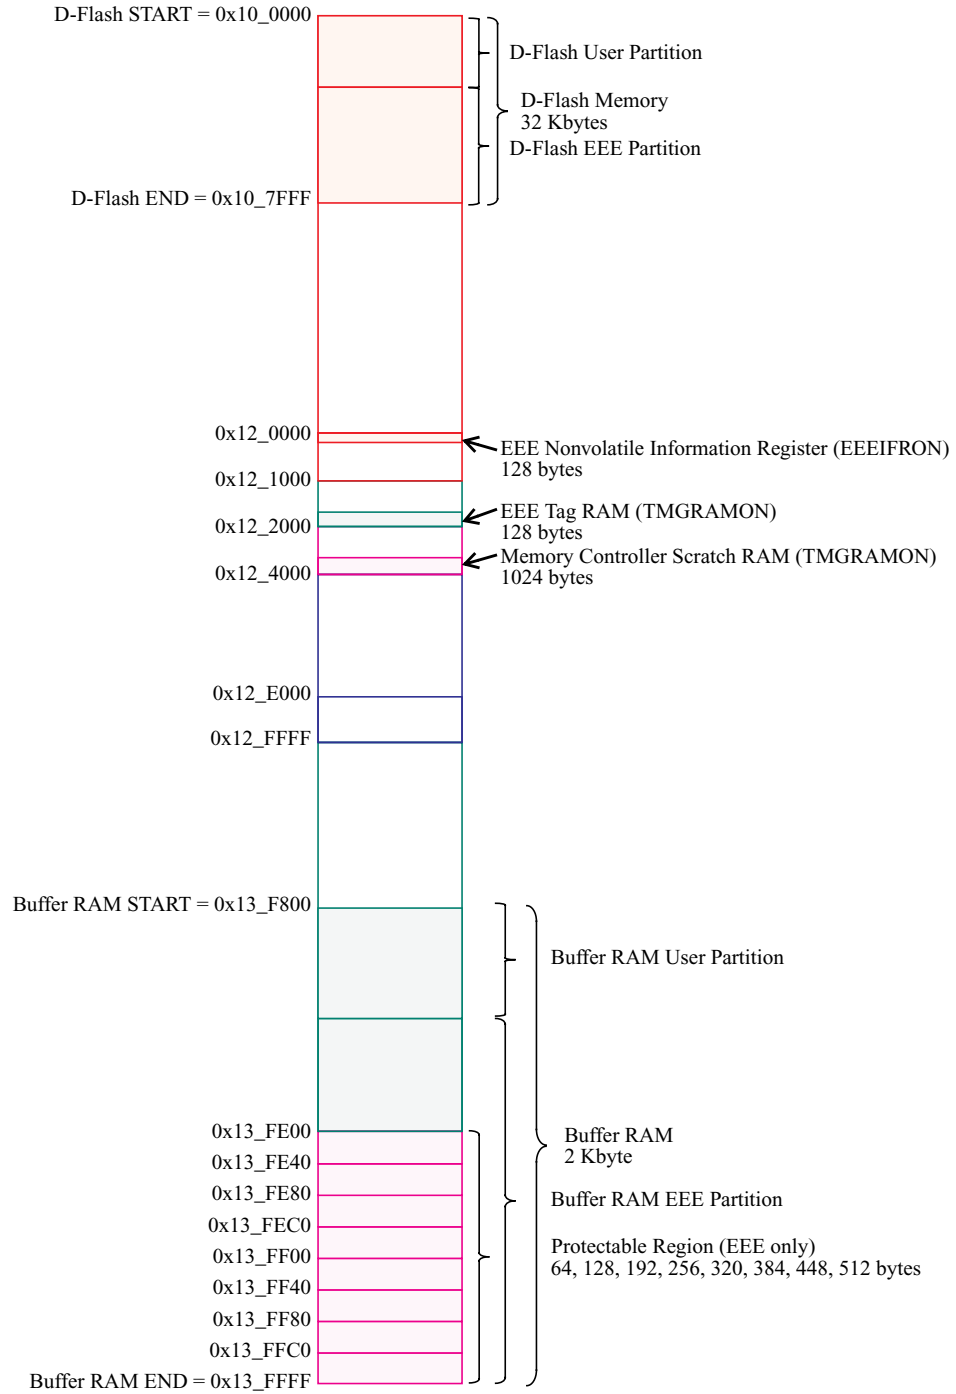 D-Flash START = 0x10_0000
D-Flash User Partition
D-Flash Memory
32 Kbytes
D-Flash EEE Partition
D-Flash END = 0x10_7FFF
0x12_0000
EEE Nonvolatile Information Register (EEEIFRON)
128 bytes
0x12_1000
EEE Tag RAM (TMGRAMON)
128 bytes
0x12_2000
Memory Controller Scratch RAM (TMGRAMON)
1024 bytes
0x12_4000
0x12_E000
0x12_FFFF
Buffer RAM START = 0x13_F800
Buffer RAM User Partition
0x13_FE00
Buffer RAM
2 Kbyte
0x13_FE40
0x13_FE80
Buffer RAM EEE Partition
0x13_FEC0
0x13_FF00
Protectable Region (EEE only)
64, 128, 192, 256, 320, 384, 448, 512 bytes
0x13_FF40
0x13_FF80
0x13_FFC0
Buffer RAM END = 0x13_FFFF